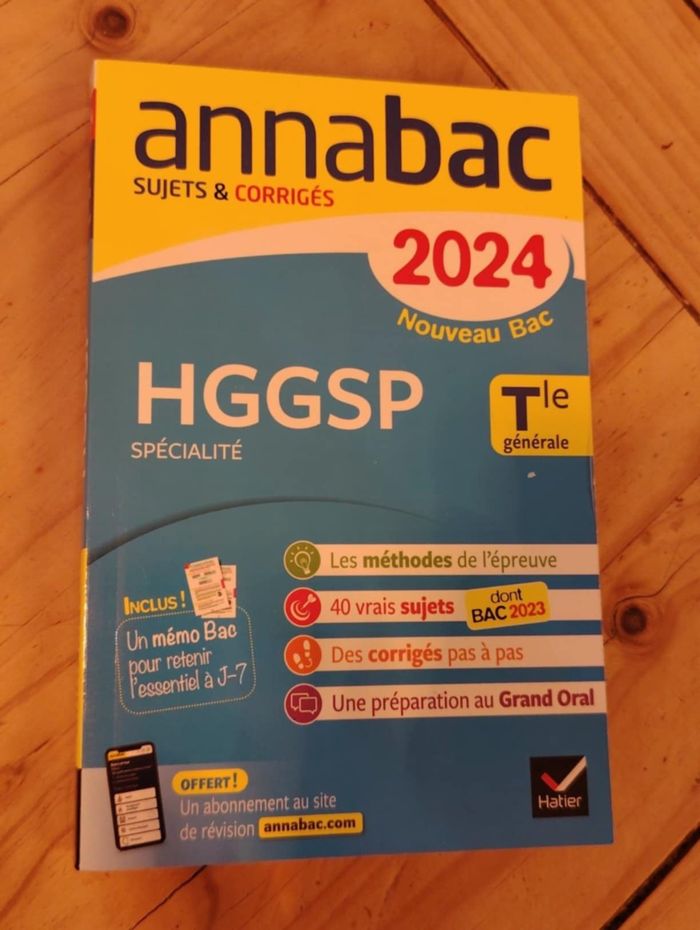 annabac
SUJETS & CORRIGÉS
2024
Nouveau Bac
HGGSP
SPÉCIALITÉ
Tle
générale
Les méthodes de l'épreuve
40 vrais sujets
dont
BAC 2023
Des corrigés pas à pas
Une préparation au Grand Oral
INCLUS !
Un mémo Bac
pour retenir
l'essentiel à J-7
OFFERT !
Un abonnement au site
de révision annabac.com
Hatier